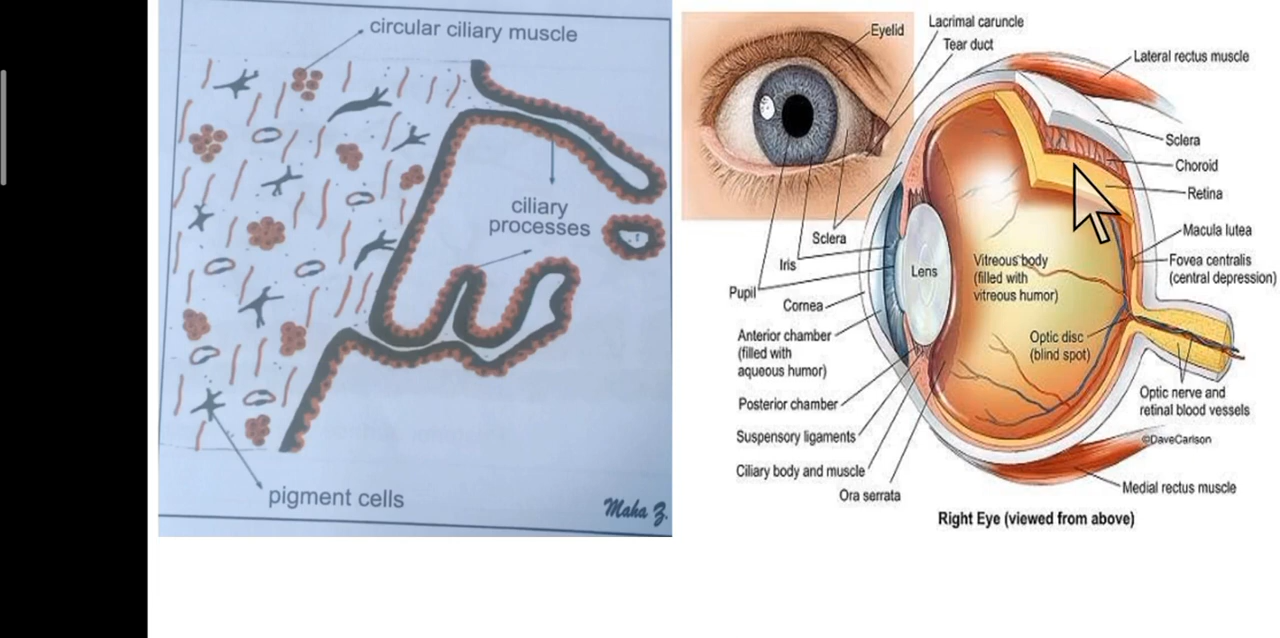 circular ciliary muscle
ciliary
processes
pigment cells
Maha Z.
Eyelid
Lacrimal caruncle
Tear duct
Lateral rectus muscle
Sclera
Choroid
Retina
Macula lutea
Fovea centralis
(central depression)
Sclera
Iris
Pupil
Cornea
Lens
Vitreous body
(filled with
vitreous humor)
Anterior chamber
(filled with
aqueous humor)
Optic disc
(blind spot)
Posterior chamber
Suspensory ligaments
Ciliary body and muscle
Ora serrata
Optic nerve and
retinal blood vessels
©DaveCarlson
Medial rectus muscle
Right Eye (viewed from above)